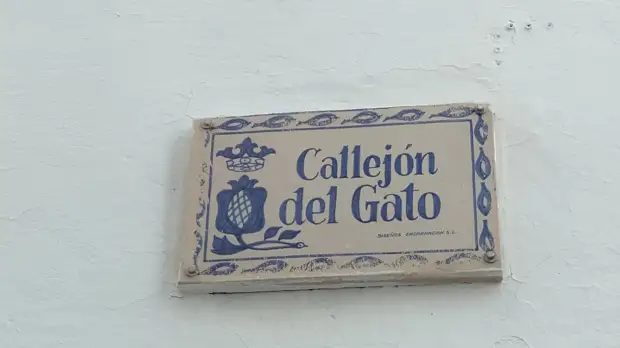 Callejón
del Gato